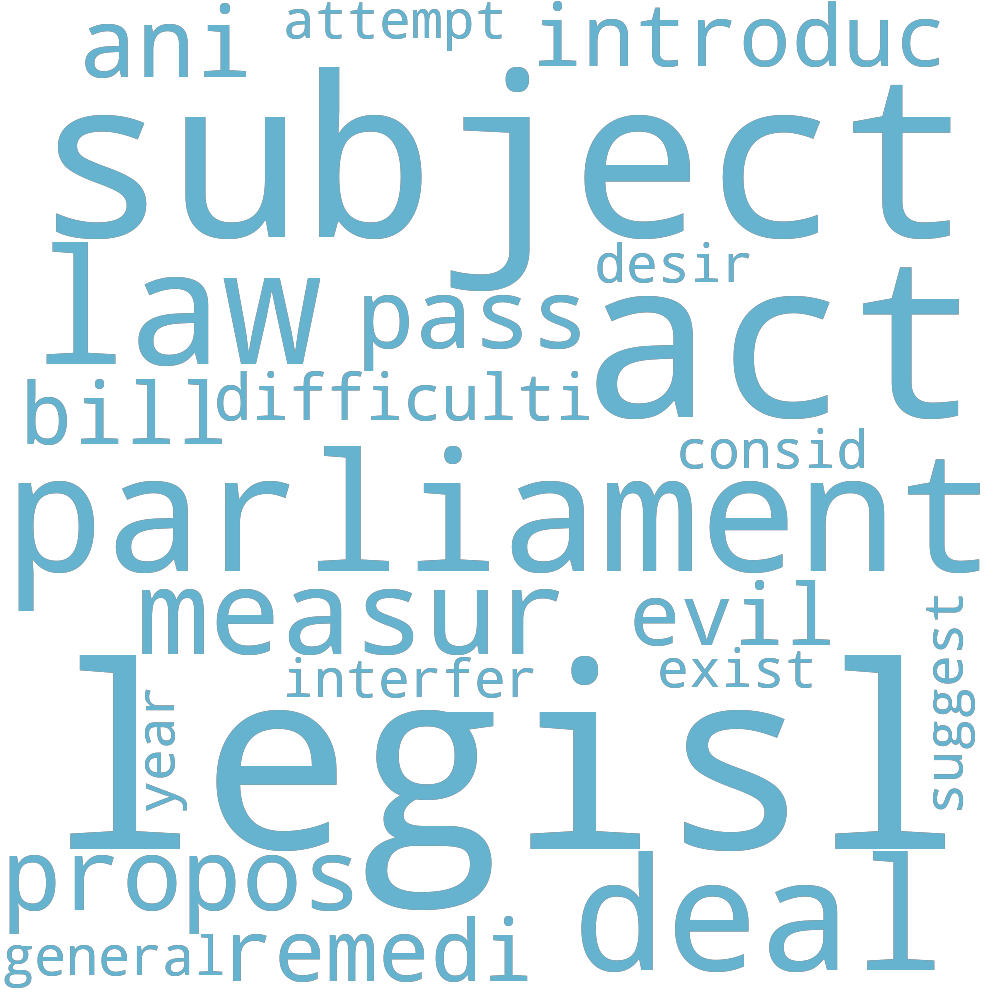 ani attempt introduc
subject
law pass desir act
bill difficulti
consid
parliament
measur evil
interfer exist
year legisl suggest
propos deal
general remedi